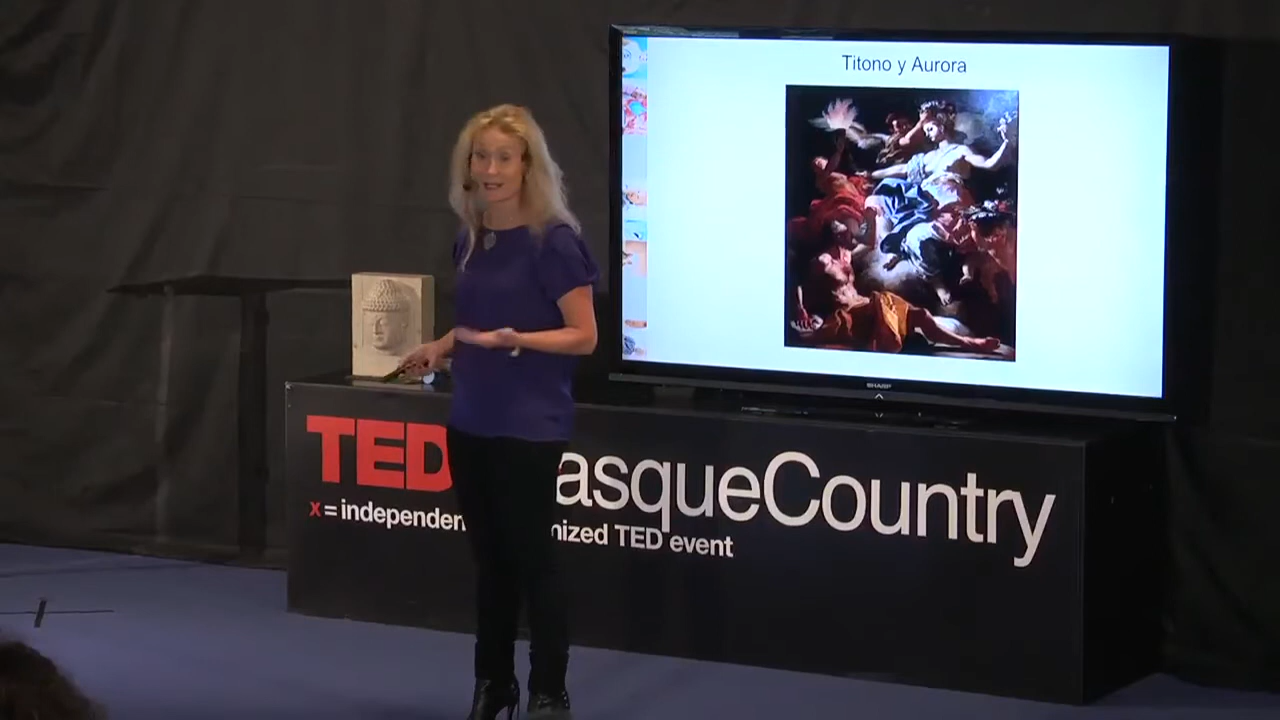 Titono y Aurora
SHARP
TED asqueCountry
x = independen nized TED event